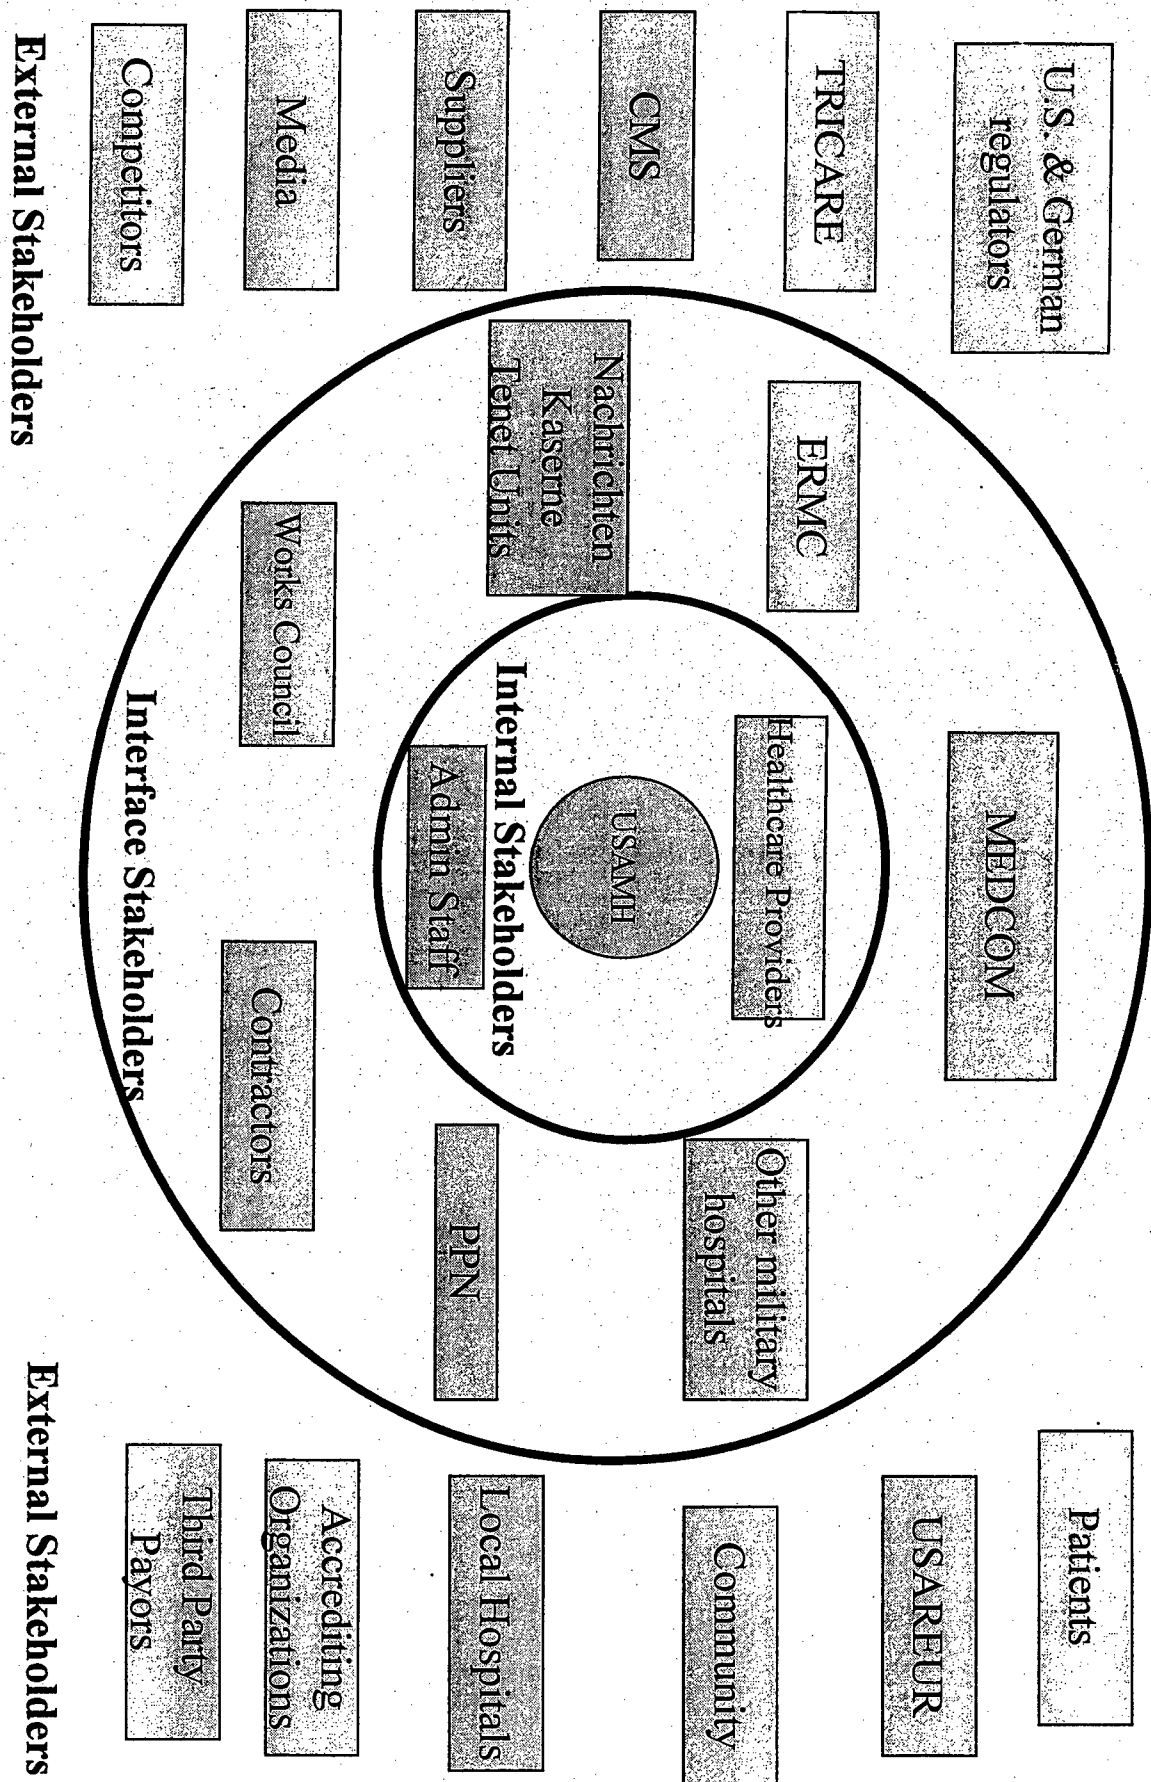 U.S. & German
regulators
TRICARE
CMS
Suppliers
Media
Competitors
External Stakeholders
MEDCOM
ERMC
Nachrichten
Kaserne
Tenet Units
Works Council
Contractors
PPN
Other military
hospitals
Interface Stakeholders
Healthcare Providers
USAMH
Internal Stakeholders
Admin Staff
Patients
USAREUR
Community
Local Hospitals
Accrediting
Organizations
Third Party
Payors
External Stakeholders